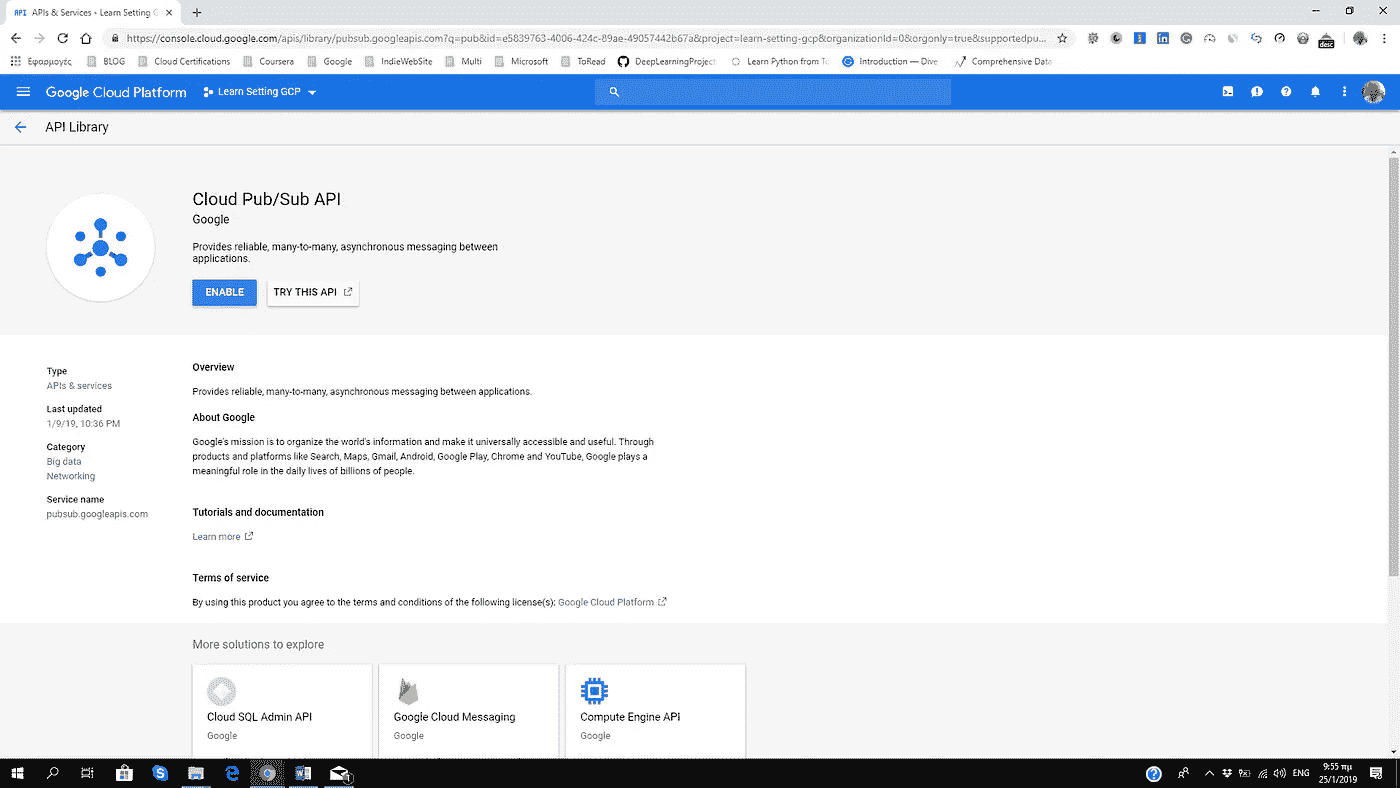 API APIs & Services - Learn Setting G
https://console.cloud.google.com/apis/library/pubsub.googleapis.com?q=pub&id=e5839763-4006-424c-89ae-49057442b67a&project=learn-setting-gcp&organizationId=0&orgonly=true&supportedpu...
Εφαρμογές BLOG Cloud Certifications Coursera Google IndieWebSite Multi Microsoft ToRead DeepLearningProject Learn Python from To Introduction — Dive Comprehensive Data
desc
Google Cloud Platform Learn Setting GCP
API Library
Cloud Pub/Sub API
Google
Provides reliable, many-to-many, asynchronous messaging between
applications.
ENABLE TRY THIS API
Type
APIs & services
Last updated
1/9/19, 10:36 PM
Category
Big data
Networking
Service name
pubsub.googleapis.com
Overview
Provides reliable, many-to-many, asynchronous messaging between applications.
About Google
Google's mission is to organize the world's information and make it universally accessible and useful. Through
products and platforms like Search, Maps, Gmail, Android, Google Play, Chrome and YouTube, Google plays a
meaningful role in the daily lives of billions of people.
Tutorials and documentation
Learn more
Terms of service
By using this product you agree to the terms and conditions of the following license(s): Google Cloud Platform
More solutions to explore
Cloud SQL Admin API
Google
Google Cloud Messaging
Google
Compute Engine API
Google
ENG
9:55 πμ
25/1/2019